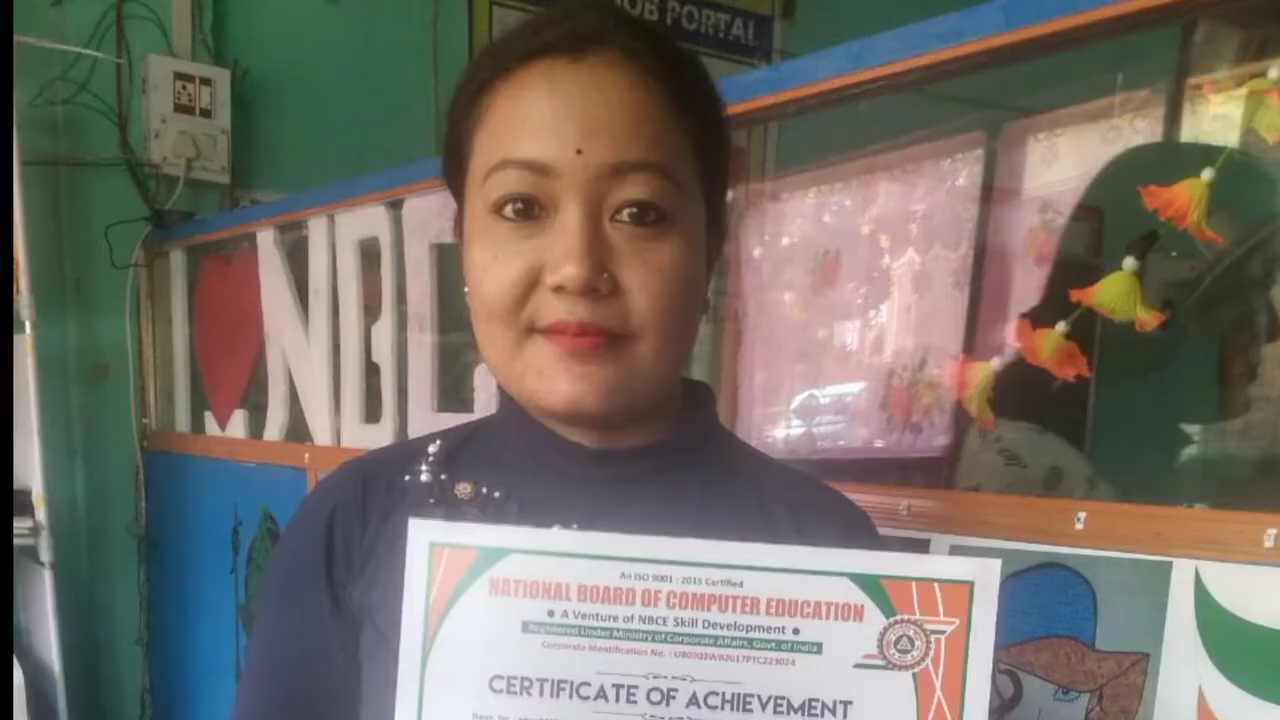 JOB PORTAL
I NBC
An ISO 9001 : 2015 Certified
NATIONAL BOARD OF COMPUTER EDUCATION
● A Venture of NBCE Skill Development ●
Registered Under Ministry of Corporate Affairs, Govt. of India
Corporate Identification No. :
CERTIFICATE OF ACHIEVEMENT